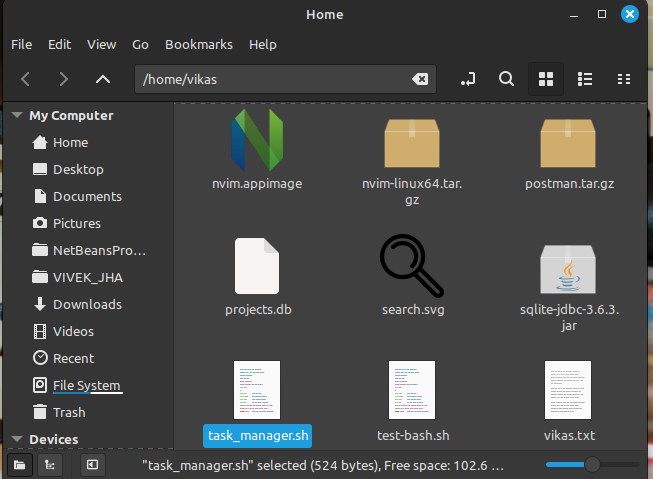 Home
File Edit View Go Bookmarks Help
/home/vikas
My Computer
Home
Desktop
Documents
Pictures
NetBeansPro...
VIVEK_JHA
Downloads
Videos
Recent
File System
Trash
Devices
nvim.appimage
nvim-linux64.tar.
gz
postman.tar.gz
projects.db
search.svg
sqlite-jdbc-3.6.3.
jar
task_manager.sh
test-bash.sh
vikas.txt
"task_manager.sh" selected (524 bytes), Free space: 102.6 ...